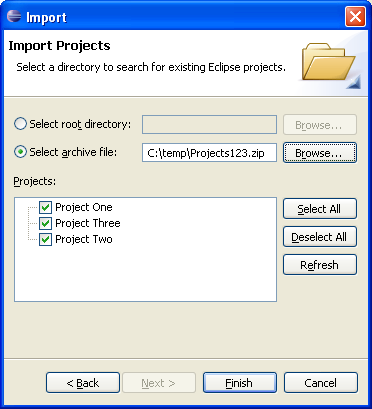 Import
Import Projects
Select a directory to search for existing Eclipse projects.
Select root directory:
Browse...
Select archive file:
C:\temp\Projects123.zip
Browse...
Projects:
Project One
Project Three
Project Two
Select All
Deselect All
Refresh
< Back
Next >
Finish
Cancel